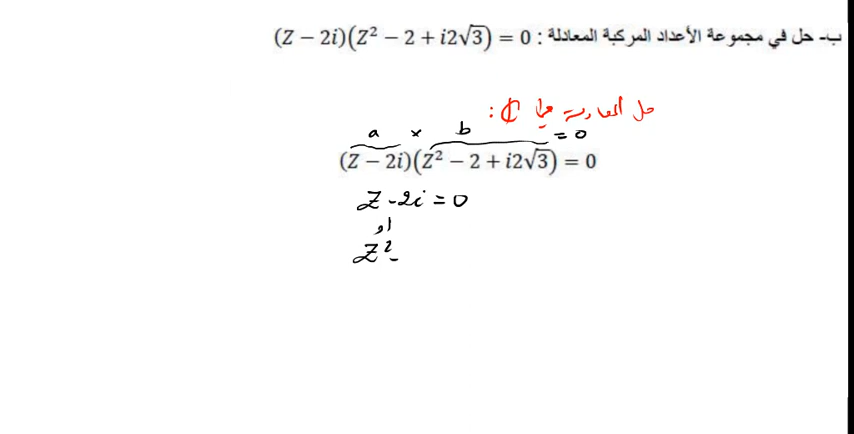 ب- حل في مجموعة الأعداد المركبة المعادلة : (Z − 2i)(Z² − 2 + i2√3) = 0
حل المعادلة في ℂ :
a × b = 0
(Z − 2i)(Z² − 2 + i2√3) = 0
Z - 2i = 0
او
Z² -